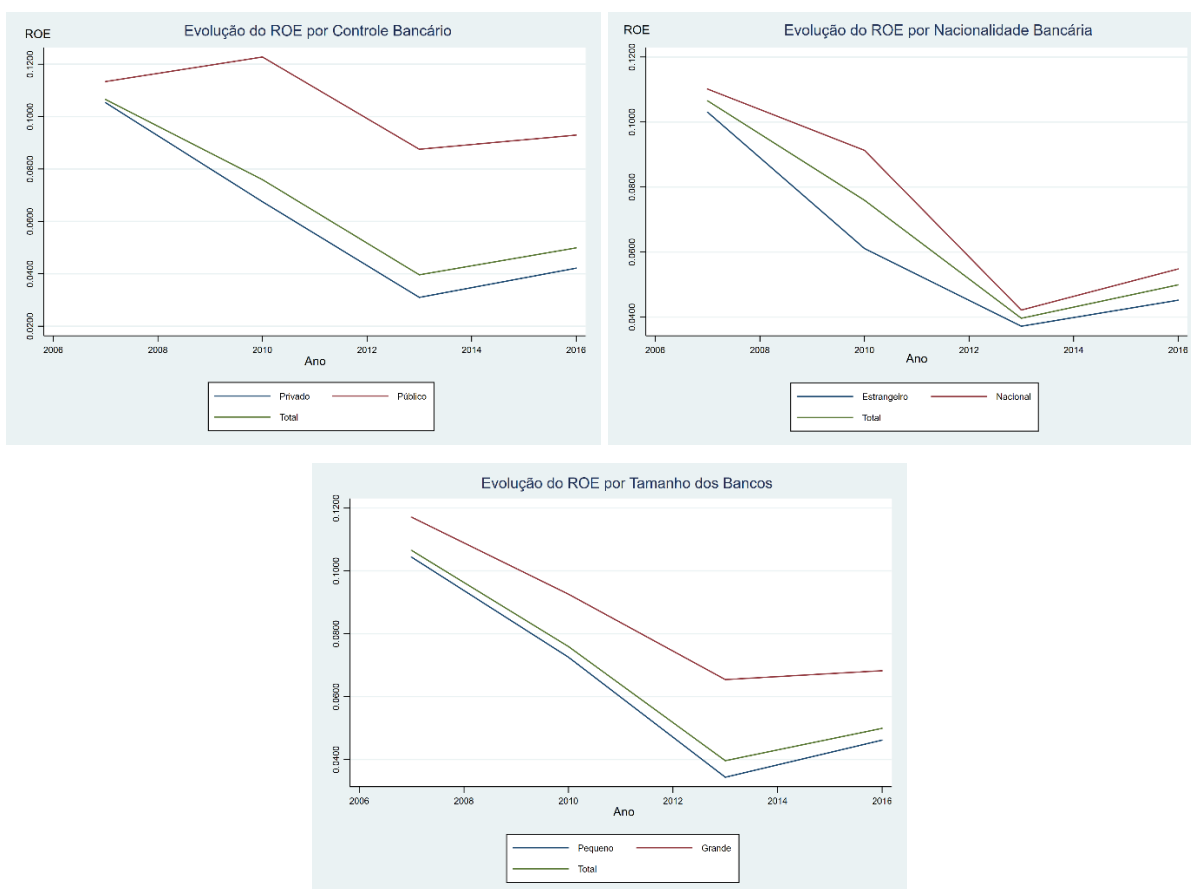 Evolução do ROE por Controle Bancário
ROE
0.1200
0.1000
0.0800
0.0600
0.0400
0.0200
2006 2008 2010 2012 2014 2016
Ano
Privado Público
Total
Evolução do ROE por Nacionalidade Bancária
ROE
0.1200
0.1000
0.0800
0.0600
0.0400
2006 2008 2010 2012 2014 2016
Ano
Estrangeiro Nacional
Total
Evolução do ROE por Tamanho dos Bancos
0.1200
0.1000
0.0800
0.0600
0.0400
2006 2008 2010 2012 2014 2016
Ano
Pequeno Grande
Total